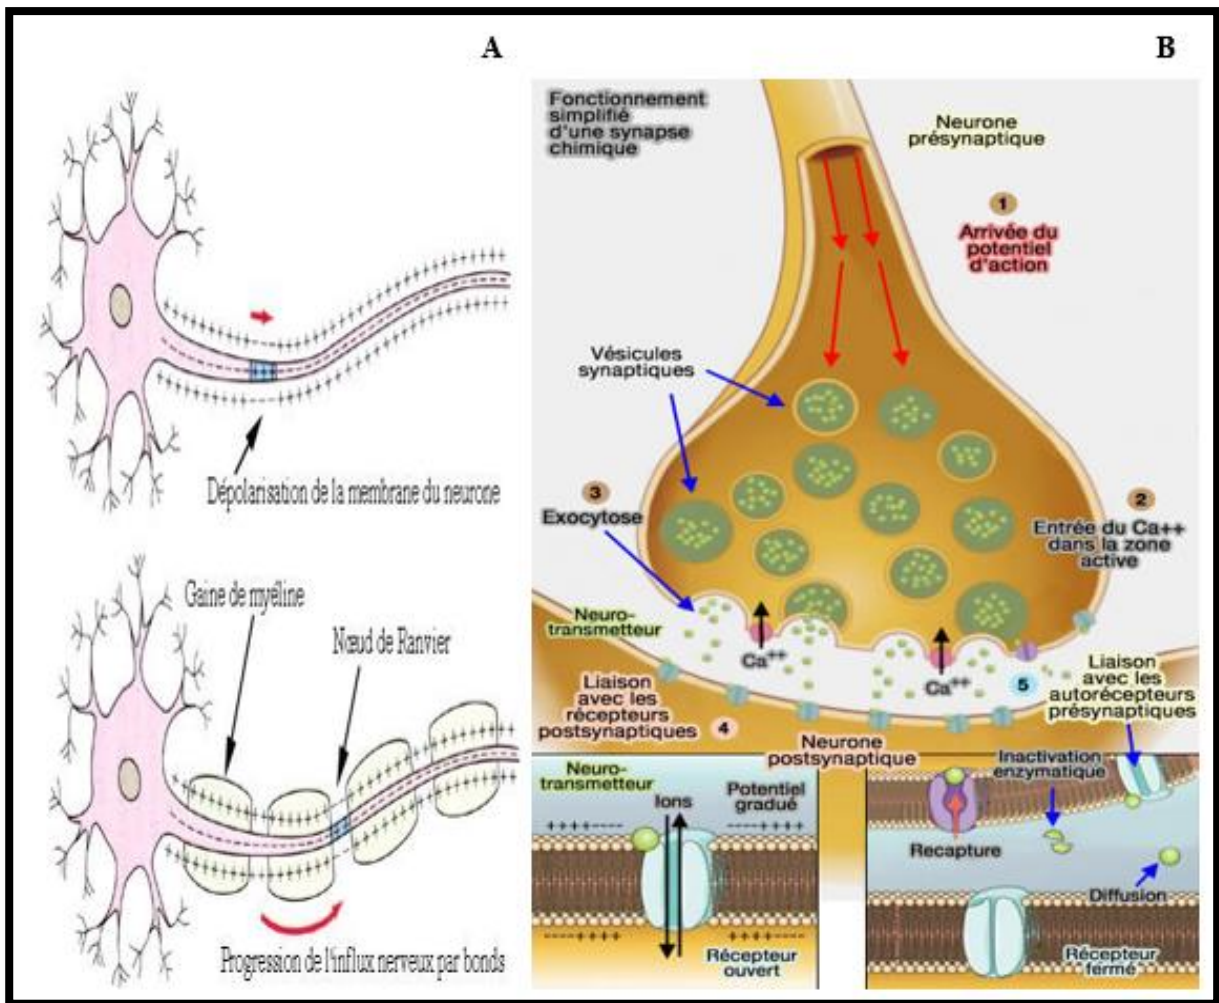 A
Dépolarisation de la membrane du neurone
Gaine de myéline
Nœud de Ranvier
Progression de l'influx nerveux par bonds
B
Fonctionnement
simplifié
d'une synapse
chimique
Neurone
présynaptique
1
Arrivée du
potentiel
d'action
Vésicules
synaptiques
3
Exocytose
2
Entrée du Ca++
dans la zone
active
Neuro-
transmetteur
Ca++
Ca++
5
Liaison
avec les
autorécepteurs
présynaptiques
Liaison
avec les
récepteurs
postsynaptiques
4
Neurone
postsynaptique
Neuro-
transmetteur
Ions
Potentiel
gradué
++++----
----++++
----++++
++++----
Récepteur
ouvert
Inactivation
enzymatique
Recapture
Diffusion
Récepteur
fermé